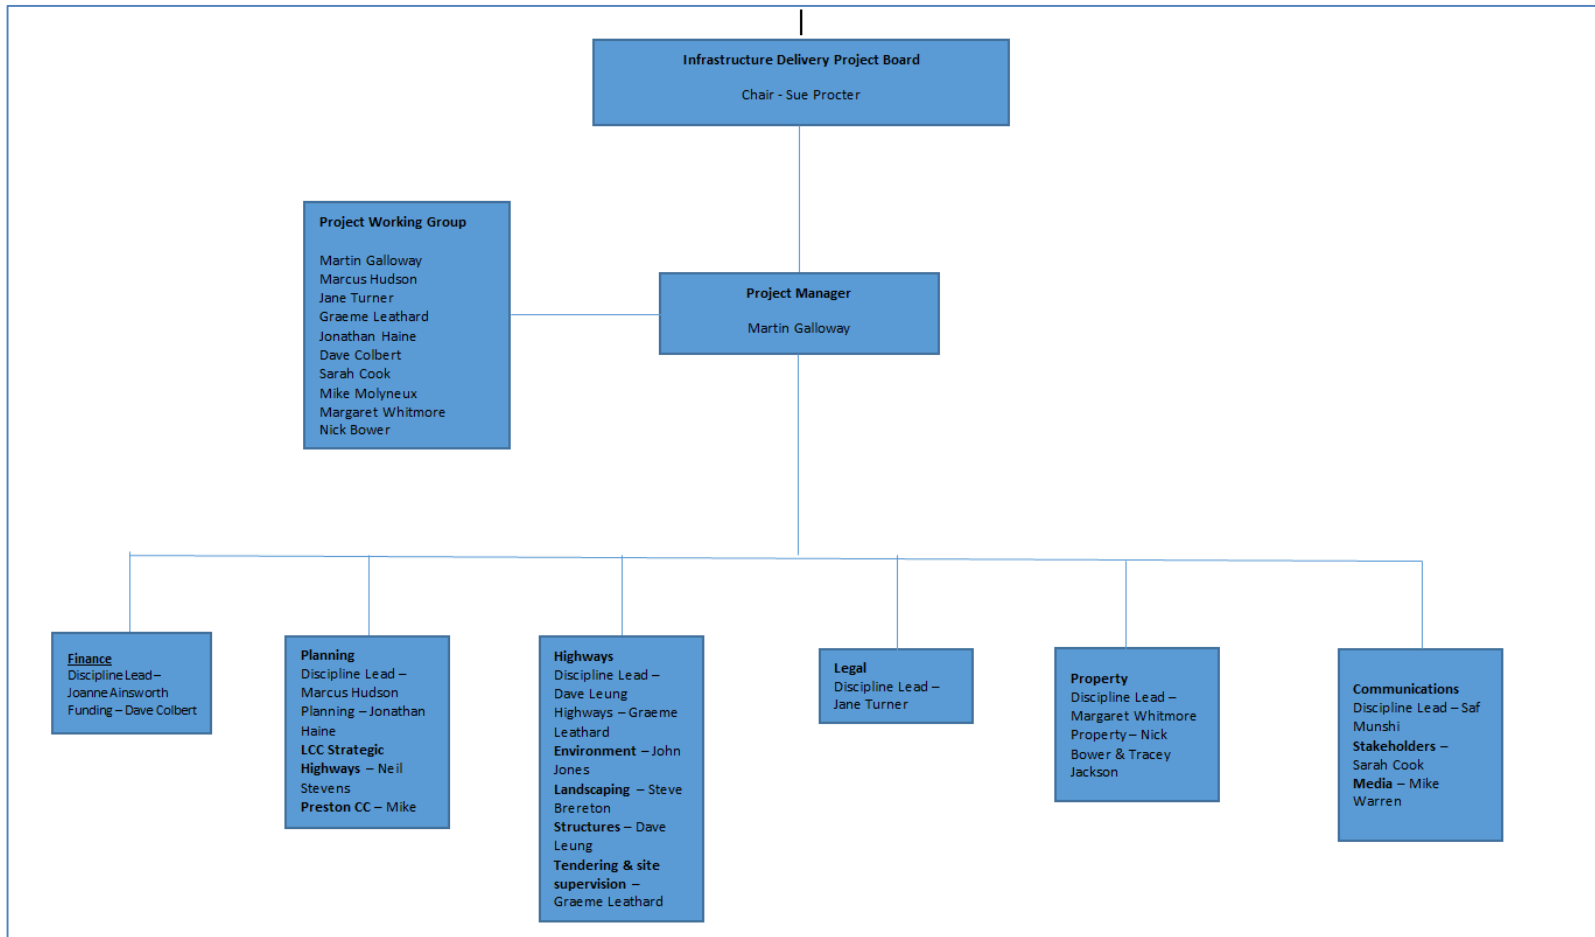 Infrastructure Delivery Project Board
Chair - Sue Procter
Project Working Group
Martin Galloway
Marcus Hudson
Jane Turner
Graeme Leathard
Jonathan Haine
Dave Colbert
Sarah Cook
Mike Molyneux
Margaret Whitmore
Nick Bower
Project Manager
Martin Galloway
Finance
Discipline Lead –
Joanne Ainsworth
Funding – Dave Colbert
Planning
Discipline Lead –
Marcus Hudson
Planning – Jonathan
Haine
LCC Strategic
Highways – Neil
Stevens
Preston CC – Mike
Highways
Discipline Lead –
Dave Leung
Highways – Graeme
Leathard
Environment – John
Jones
Landscaping – Steve
Brereton
Structures – Dave
Leung
Tendering & site
supervision –
Graeme Leathard
Legal
Discipline Lead –
Jane Turner
Property
Discipline Lead –
Margaret Whitmore
Property – Nick
Bower & Tracey
Jackson
Communications
Discipline Lead – Saf
Munshi
Stakeholders –
Sarah Cook
Media – Mike
Warren